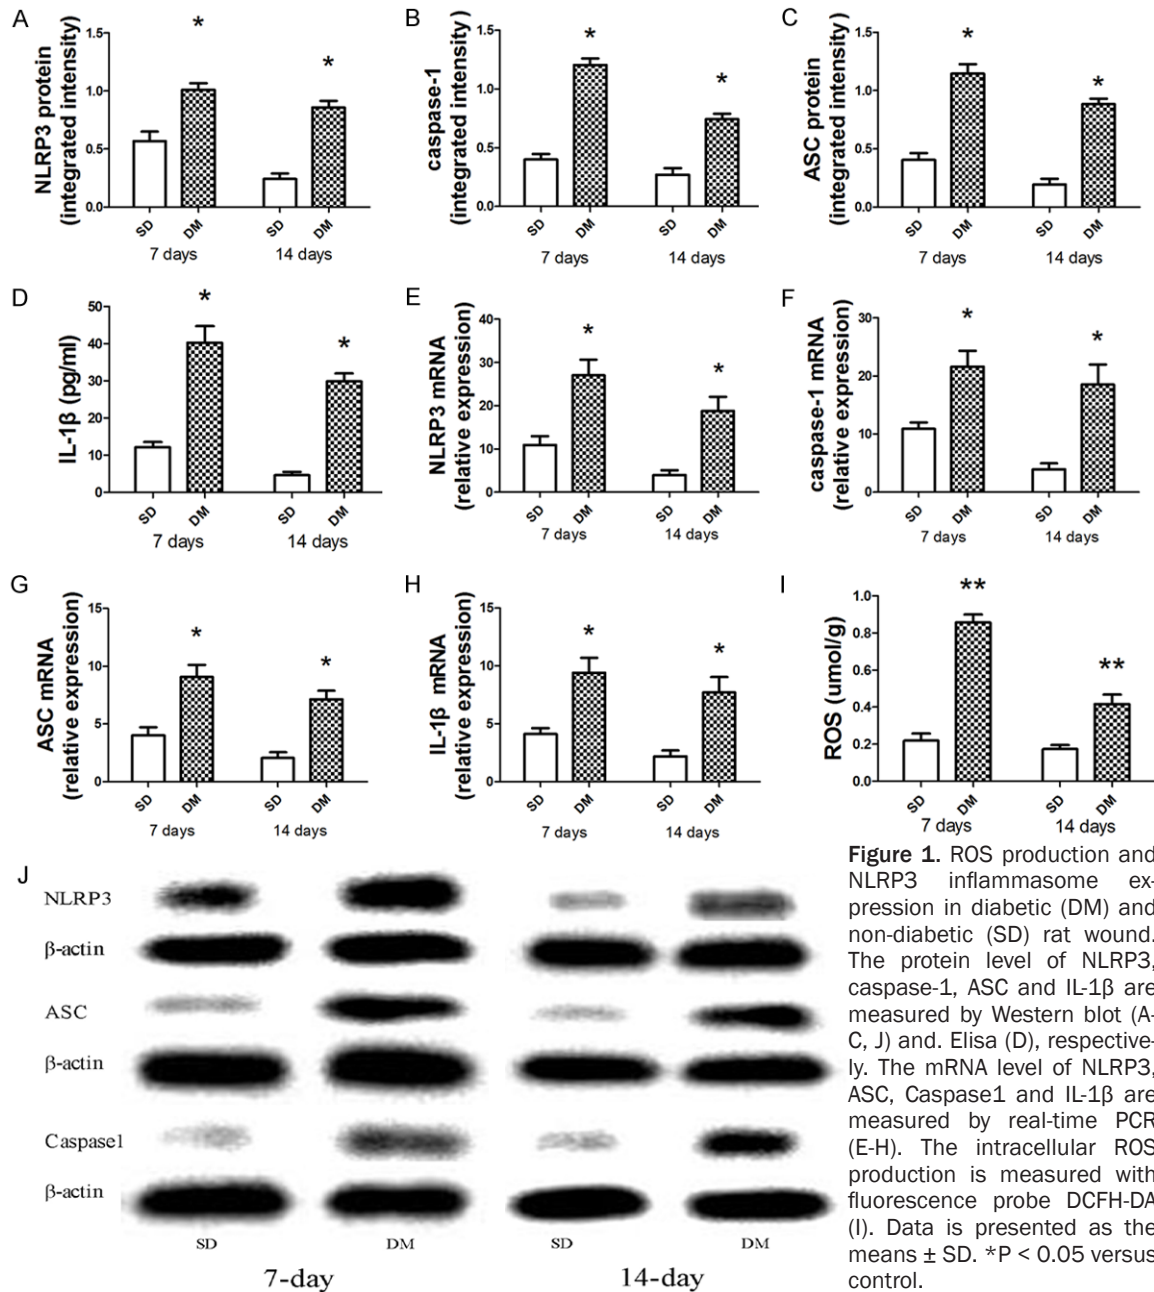 A
NLRP3 protein
(integrated intensity)
1.5
1.0
0.5
0.0
*
*
SD
DM
SD
DM
7 days
14 days
B
caspase-1
(integrated intensity)
1.5
1.0
0.5
0.0
*
*
SD
DM
SD
DM
7 days
14 days
C
ASC protein
(integrated intensity)
1.5
1.0
0.5
0.0
*
*
SD
DM
SD
DM
7 days
14 days
D
IL-1β (pg/ml)
50
40
30
20
10
0
*
*
SD
DM
SD
DM
7 days
14 days
E
NLRP3 mRNA
(relative expression)
40
30
20
10
0
*
*
SD
DM
SD
DM
7 days
14 days
F
caspase-1 mRNA
(relative expression)
30
20
10
0
*
*
SD
DM
SD
DM
7 days
14 days
G
ASC mRNA
(relative expression)
15
10
5
0
*
*
SD
DM
SD
DM
7 days
14 days
H
IL-1β mRNA
(relative expression)
15
10
5
0
*
*
SD
DM
SD
DM
7 days
14 days
I
ROS (umol/g)
1.0
0.8
0.6
0.4
0.2
0.0
**
**
SD
DM
SD
DM
7 days
14 days
J
NLRP3
β-actin
ASC
β-actin
Caspase1
β-actin
SD
DM
SD
DM
7-day
14-day
Figure 1. ROS production and
NLRP3 inflammasome ex-
pression in diabetic (DM) and
non-diabetic (SD) rat wound.
The protein level of NLRP3,
caspase-1, ASC and IL-1β are
measured by Western blot (A-
C, J) and. Elisa (D), respective-
ly. The mRNA level of NLRP3,
ASC, Caspase1 and IL-1β are
measured by real-time PCR
(E-H). The intracellular ROS
production is measured with
fluorescence probe DCFH-DA
(I). Data is presented as the
means ± SD. *P < 0.05 versus
control.